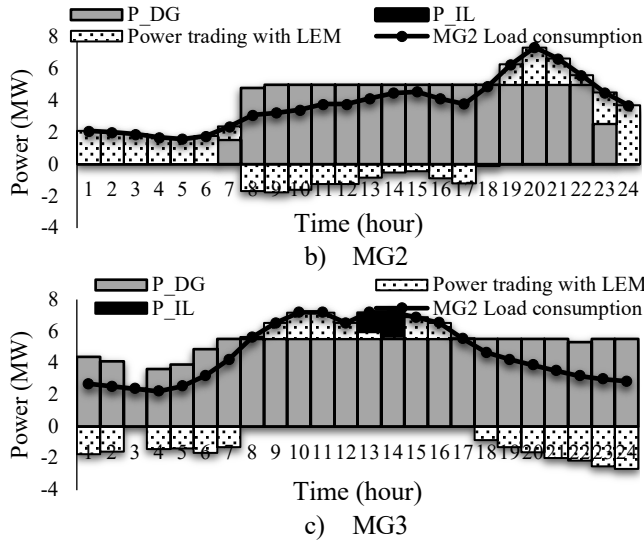 P_DG P_IL
Power trading with LEM MG2 Load consumption
Power (MW)
8
6
4
2
0
-2
-4
1 2 3 4 5 6 7 8 9 10 11 12 13 14 15 16 17 18 19 20 21 22 23 24
Time (hour)
b) MG2
P_DG Power trading with LEM
P_IL MG2 Load consumption
Power (MW)
8
6
4
2
0
-2
-4
1 2 3 4 5 6 7 8 9 10 11 12 13 14 15 16 17 18 19 20 21 22 23 24
Time (hour)
c) MG3